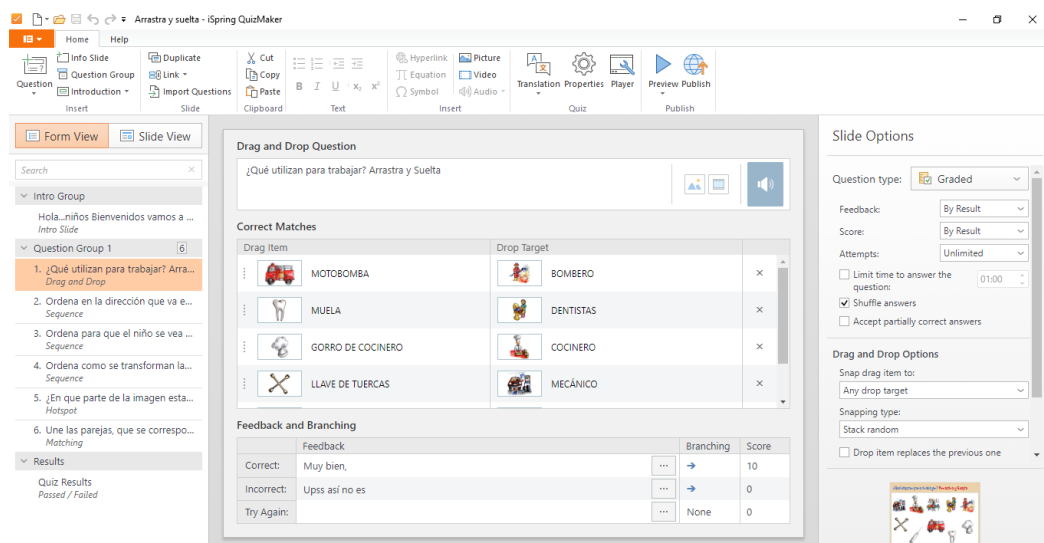 Arrastra y suelta - iSpring QuizMaker
Home Help
Question
Info Slide
Question Group
Introduction
Insert
Duplicate
Link
Import Questions
Slide
Cut
Copy
Paste
Clipboard
B I U x₂ x²
Text
Hyperlink
Equation
Symbol
Picture
Video
Audio
Insert
Translation Properties Player
Quiz
Preview Publish
Publish
Form View Slide View
Search
Intro Group
Hola...niños Bienvenidos vamos a ...
Intro Slide
Question Group 1 6
1. ¿Qué utilizan para trabajar? Arra...
Drag and Drop
2. Ordena en la dirección que va e...
Sequence
3. Ordena para que el niño se vea ...
Sequence
4. Ordena como se transforman la...
Sequence
5. ¿En que parte de la imagen esta...
Hotspot
6. Une las parejas, que se correspo...
Matching
Results
Quiz Results
Passed / Failed
Drag and Drop Question
¿Qué utilizan para trabajar? Arrastra y Suelta
Correct Matches
Drag Item Drop Target
MOTOBOMBA BOMBERO
MUELA DENTISTAS
GORRO DE COCINERO COCINERO
LLAVE DE TUERCAS MECÁNICO
Feedback and Branching
Feedback Branching Score
Correct: Muy bien, ... 10
Incorrect: Upss así no es ... 0
Try Again: ... None 0
Slide Options
Question type: Graded
Feedback: By Result
Score: By Result
Attempts: Unlimited
Limit time to answer the 01:00
question:
Shuffle answers
Accept partially correct answers
Drag and Drop Options
Snap drag item to:
Any drop target
Snapping type:
Stack random
Drop item replaces the previous one